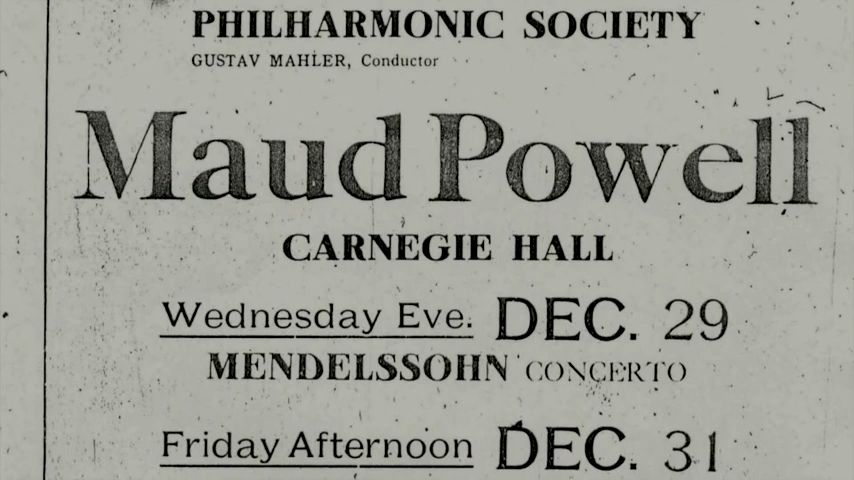 PHILHARMONIC SOCIETY
GUSTAV MAHLER, Conductor
Maud Powell
CARNEGIE HALL
Wednesday Eve. DEC. 29
MENDELSSOHN CONCERTO
Friday Afternoon DEC. 31